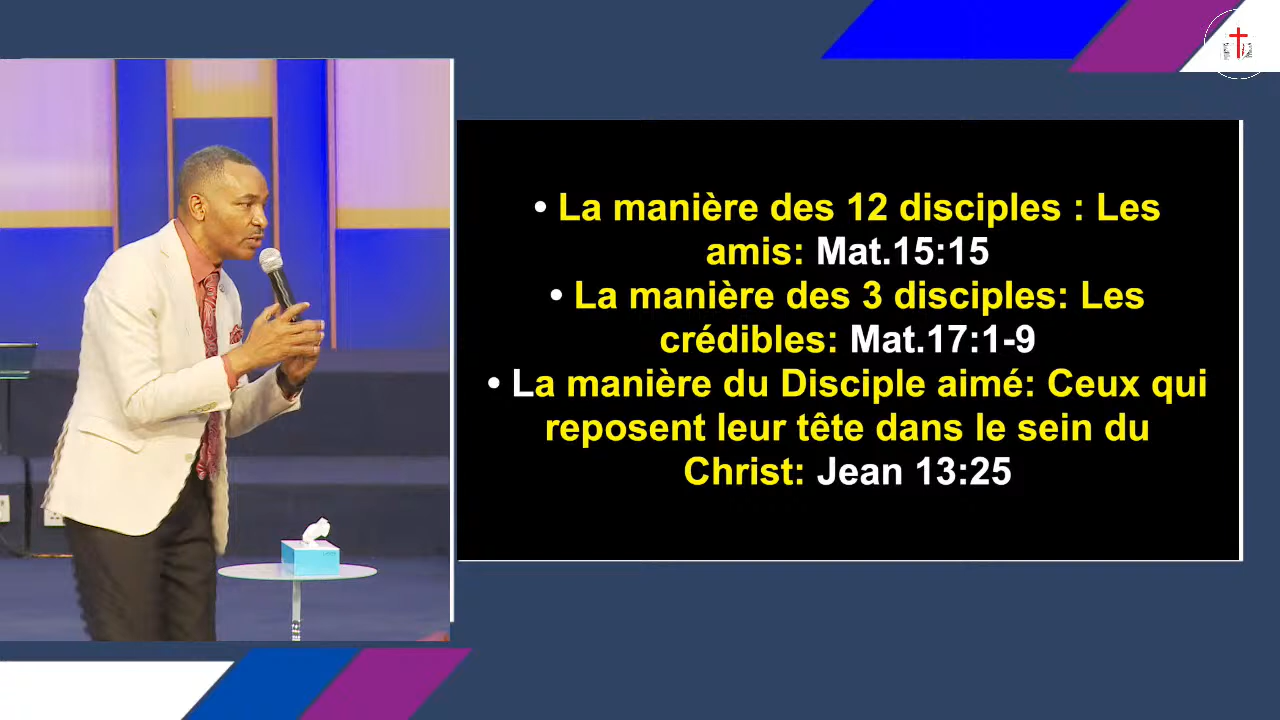 • La manière des 12 disciples : Les
amis: Mat.15:15
• La manière des 3 disciples: Les
crédibles: Mat.17:1-9
• La manière du Disciple aimé: Ceux qui
reposent leur tête dans le sein du
Christ: Jean 13:25